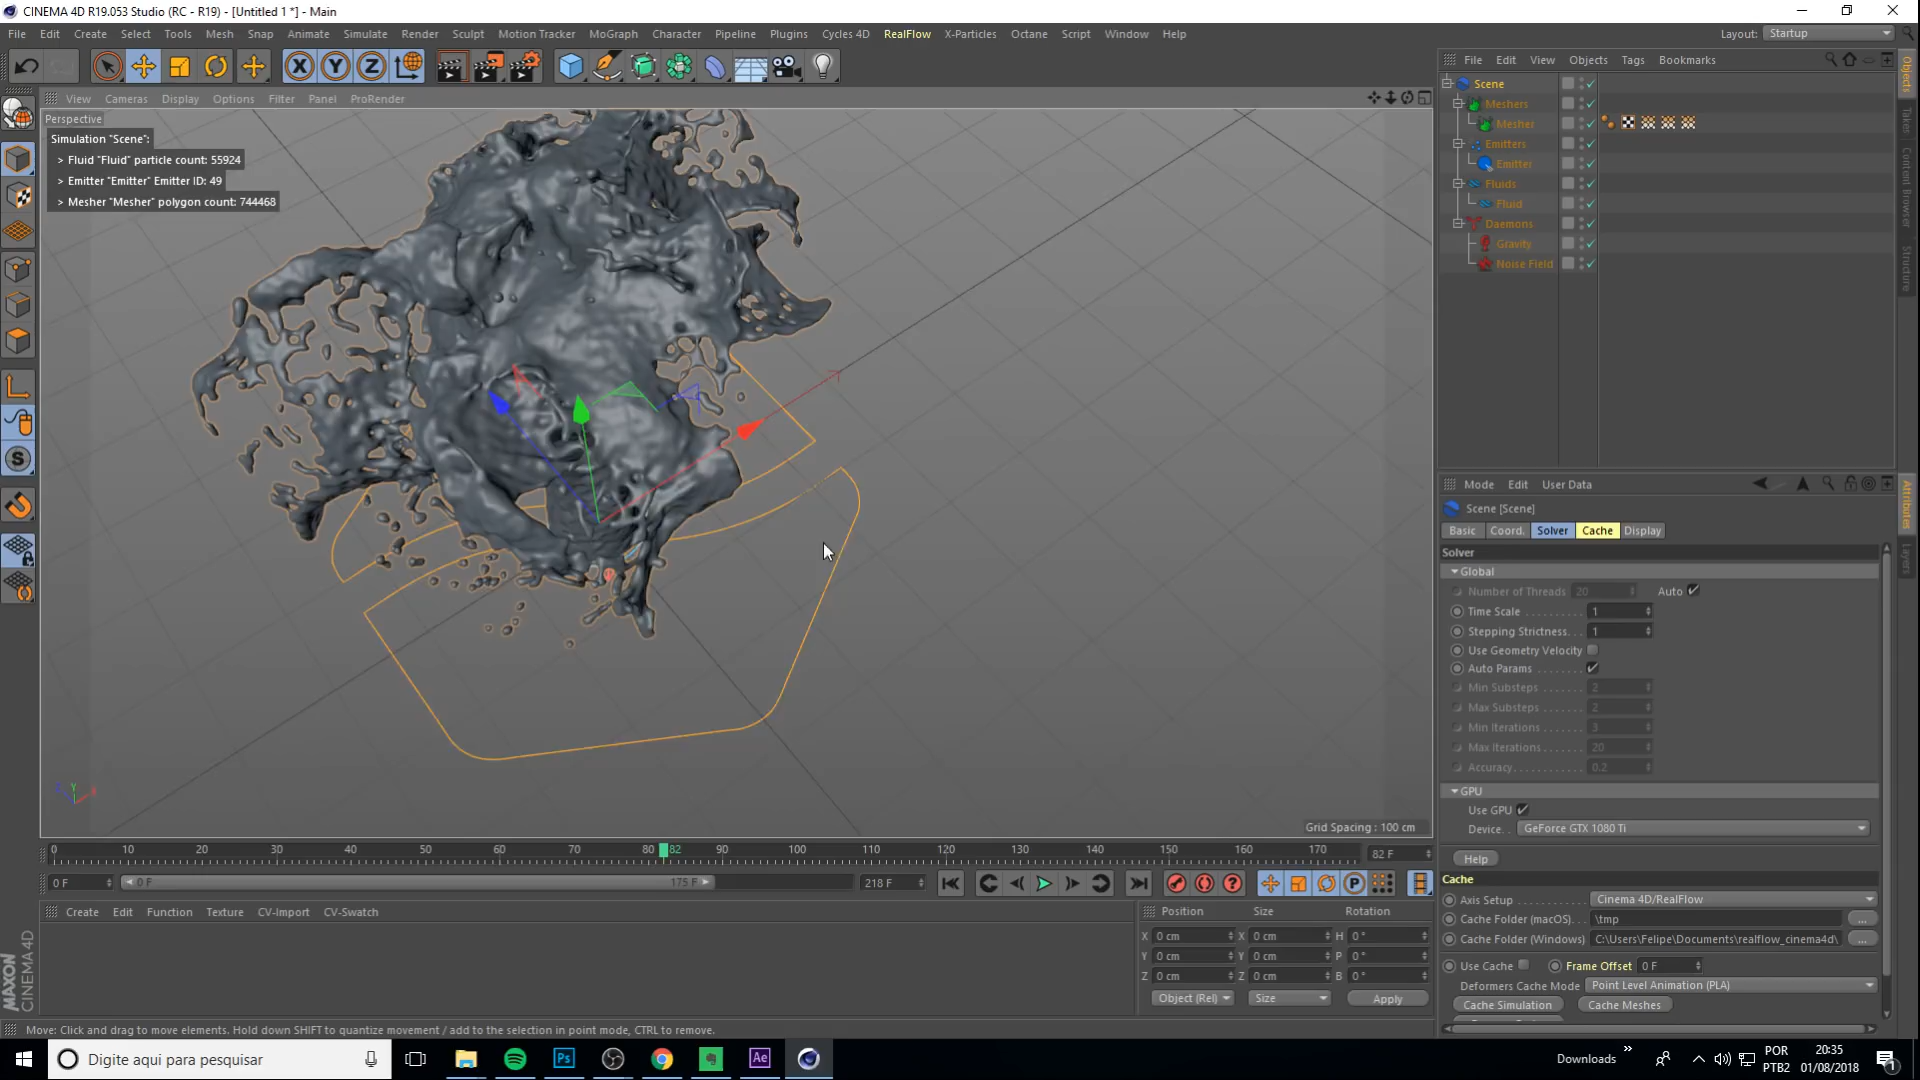 CINEMA 4D R19.053 Studio (RC - R19) - [Untitled 1 *] - Main
File Edit Create Select Tools Mesh Snap Animate Simulate Render Sculpt Motion Tracker MoGraph Character Pipeline Plugins Cycles 4D RealFlow X-Particles Octane Script Window Help
Layout: Startup
View Cameras Display Options Filter Panel ProRender
Perspective
Simulation "Scene":
> Fluid "Fluid" particle count: 55924
> Emitter "Emitter" Emitter ID: 49
> Mesher "Mesher" polygon count: 744468
Grid Spacing : 100 cm
File Edit View Objects Tags Bookmarks
Scene
Meshers
Mesher
Emitters
Emitter
Fluids
Fluid
Daemons
Gravity
Noise Field
Objects
Takes
Content Browser
Structure
Mode Edit User Data
Scene [Scene]
Basic Coord. Solver Cache Display
Solver
Global
Number of Threads 20 Auto
Time Scale 1
Stepping Strictness 1
Use Geometry Velocity
Auto Params
Min Substeps 2
Max Substeps 2
Min Iterations 3
Max Iterations 20
Accuracy 0.2
GPU
Use GPU
Device GeForce GTX 1080 Ti
Help
Cache
Axis Setup Cinema 4D/RealFlow
Cache Folder (macOS) \tmp ...
Cache Folder (Windows) C:\Users\Felipe\Documents\realflow_cinema4d\ ...
Use Cache Frame Offset 0 F
Deformers Cache Mode Point Level Animation (PLA)
Cache Simulation Cache Meshes
Attributes
Layers
0 10 20 30 40 50 60 70 80 82 90 100 110 120 130 140 150 160 170 82 F
0 F 0 F 175 F 218 F
Create Edit Function Texture CV-Import CV-Swatch
Position Size Rotation
X 0 cm X 0 cm H 0 °
Y 0 cm Y 0 cm P 0 °
Z 0 cm Z 0 cm B 0 °
Object (Rel) Size Apply
MAXON
CINEMA 4D
Move: Click and drag to move elements. Hold down SHIFT to quantize movement / add to the selection in point mode, CTRL to remove.
Digite aqui para pesquisar
Ps
Ae
Downloads
POR
PTB2
20:35
01/08/2018
1